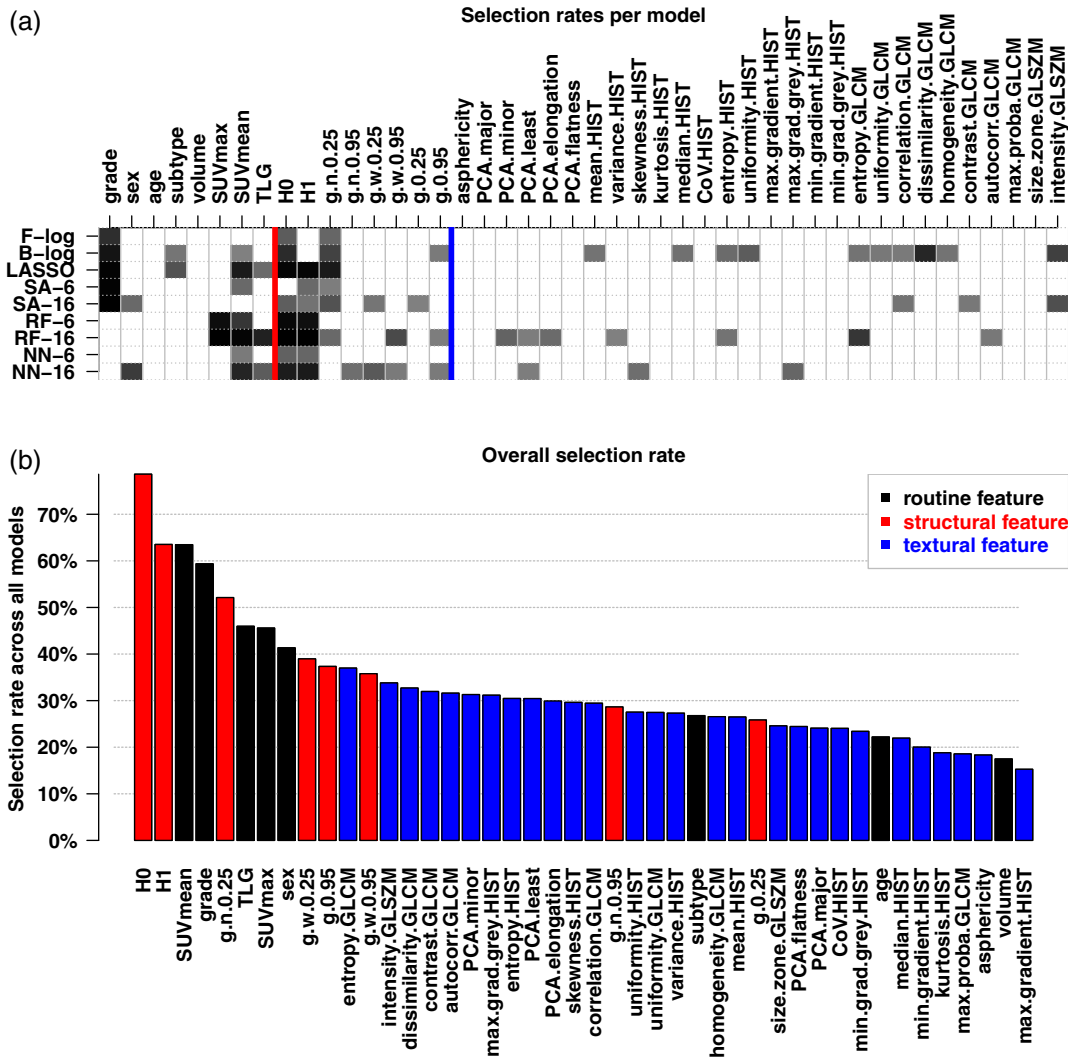 (a)
Selection rates per model
grade
sex
age
subtype
volume
SUVmax
SUVmean
TLG
H0
H1
g.n.0.25
g.n.0.95
g.w.0.25
g.w.0.95
g.0.25
g.0.95
asphericity
PCA.major
PCA.minor
PCA.least
PCA.elongation
PCA.flatness
mean.HIST
variance.HIST
skewness.HIST
kurtosis.HIST
median.HIST
CoV.HIST
entropy.HIST
uniformity.HIST
max.gradient.HIST
max.grad.grey.HIST
min.gradient.HIST
min.grad.grey.HIST
entropy.GLCM
uniformity.GLCM
correlation.GLCM
dissimilarity.GLCM
homogeneity.GLCM
contrast.GLCM
autocorr.GLCM
max.proba.GLCM
size.zone.GLSZM
intensity.GLSZM
F−log
B−log
LASSO
SA−6
SA−16
RF−6
RF−16
NN−6
NN−16
(b)
Overall selection rate
Selection rate across all models
70%
60%
50%
40%
30%
20%
10%
0%
routine feature
structural feature
textural feature
H0
H1
SUVmean
grade
g.n.0.25
TLG
SUVmax
sex
g.w.0.25
g.0.95
entropy.GLCM
g.w.0.95
intensity.GLSZM
dissimilarity.GLCM
contrast.GLCM
autocorr.GLCM
PCA.minor
max.grad.grey.HIST
entropy.HIST
PCA.least
PCA.elongation
skewness.HIST
correlation.GLCM
g.n.0.95
uniformity.HIST
uniformity.GLCM
variance.HIST
subtype
homogeneity.GLCM
mean.HIST
g.0.25
size.zone.GLSZM
PCA.flatness
PCA.major
CoV.HIST
min.grad.grey.HIST
age
median.HIST
min.gradient.HIST
kurtosis.HIST
max.proba.GLCM
asphericity
volume
max.gradient.HIST